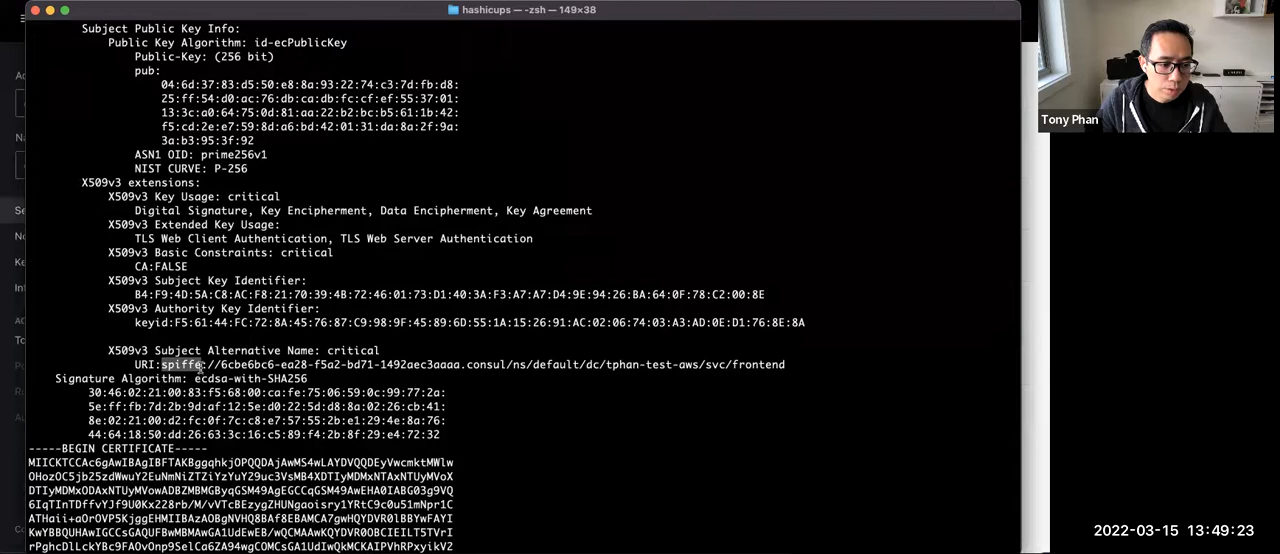 hashicups — -zsh — 149×38
Subject Public Key Info:
Public Key Algorithm: id-ecPublicKey
Public-Key: (256 bit)
pub:
04:6d:37:83:d5:50:e8:8a:93:22:74:c3:7d:fb:d8:
25:ff:54:d0:ac:76:db:ca:db:fc:cf:ef:55:37:01:
13:3c:a0:64:75:0d:81:aa:22:b2:bc:b5:61:1b:42:
f5:cd:2e:e7:59:8d:a6:bd:42:01:31:da:8a:2f:9a:
3a:b3:95:3f:92
ASN1 OID: prime256v1
NIST CURVE: P-256
X509v3 extensions:
X509v3 Key Usage: critical
Digital Signature, Key Encipherment, Data Encipherment, Key Agreement
X509v3 Extended Key Usage:
TLS Web Client Authentication, TLS Web Server Authentication
X509v3 Basic Constraints: critical
CA:FALSE
X509v3 Subject Key Identifier:
B4:F9:4D:5A:C8:AC:F8:21:70:39:4B:72:46:01:73:D1:40:3A:F3:A7:A7:D4:9E:94:26:BA:64:0F:78:C2:00:8E
X509v3 Authority Key Identifier:
keyid:F5:61:44:FC:72:8A:45:76:87:C9:98:9F:45:89:6D:55:1A:15:26:91:AC:02:06:74:03:A3:AD:0E:D1:76:8E:8A
X509v3 Subject Alternative Name: critical
URI:spiffe://6cbe6bc6-ea28-f5a2-bd71-1492aec3aaaa.consul/ns/default/dc/tphan-test-aws/svc/frontend
Signature Algorithm: ecdsa-with-SHA256
30:46:02:21:00:83:f5:68:00:ca:fe:75:06:59:0c:99:77:2a:
5e:ff:fb:7d:2b:9d:af:12:5e:d0:22:5d:d8:8a:02:26:cb:41:
8e:02:21:00:d2:fc:0f:7c:c8:e7:57:55:2b:e1:29:4e:8a:76:
44:64:18:50:dd:26:63:3c:16:c5:89:f4:2b:8f:29:e4:72:32
-----BEGIN CERTIFICATE-----
Tony Phan
2022-03-15 13:49:23